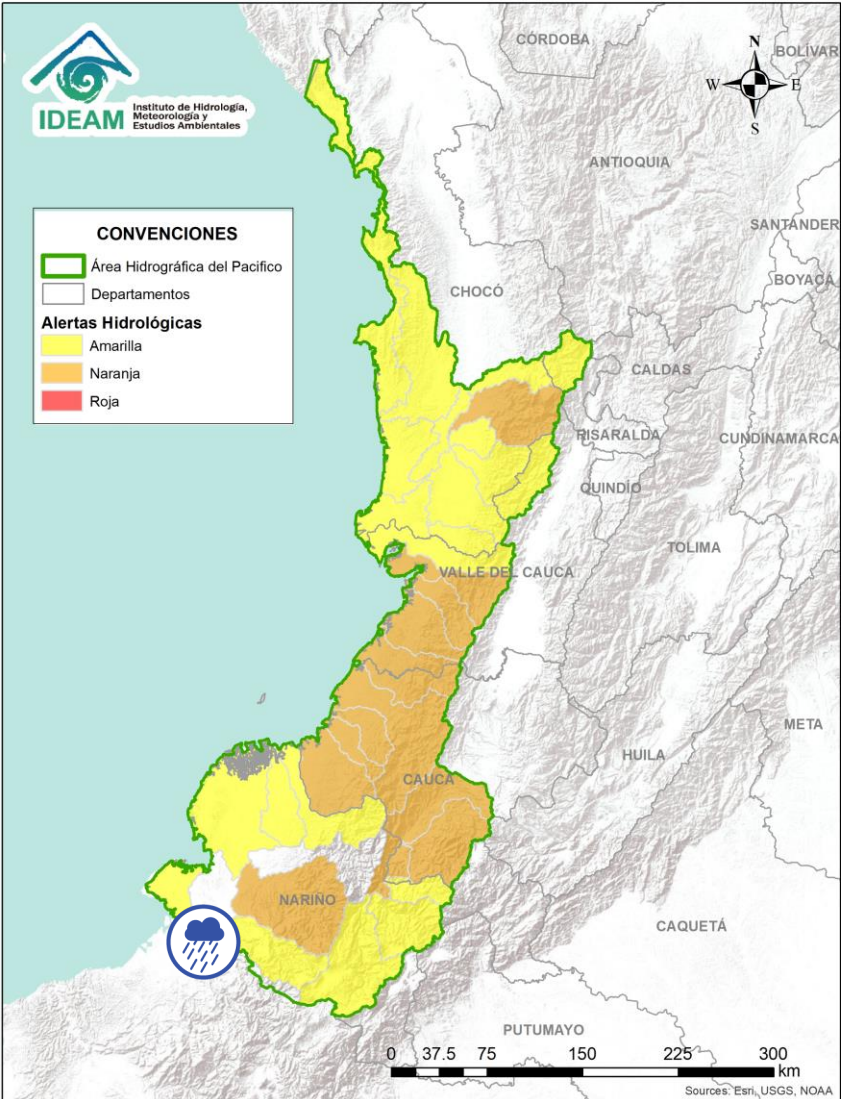 IDEAM
Instituto de Hidrología,
Meteorología y
Estudios Ambientales
CÓRDOBA
BOLÍVAR
N
W
E
S
ANTIOQUIA
SANTANDER
BOYACÁ
CONVENCIONES
Área Hidrográfica del Pacifico
Departamentos
Alertas Hidrológicas
Amarilla
Naranja
Roja
CHOCÓ
CALDAS
RISARALDA
CUNDINAMARCA
QUINDÍO
TOLIMA
VALLE DEL CAUCA
META
HUILA
CAUCA
NARIÑO
CAQUETÁ
PUTUMAYO
0 37.5 75 150 225 300
km
Sources: Esri, USGS, NOAA